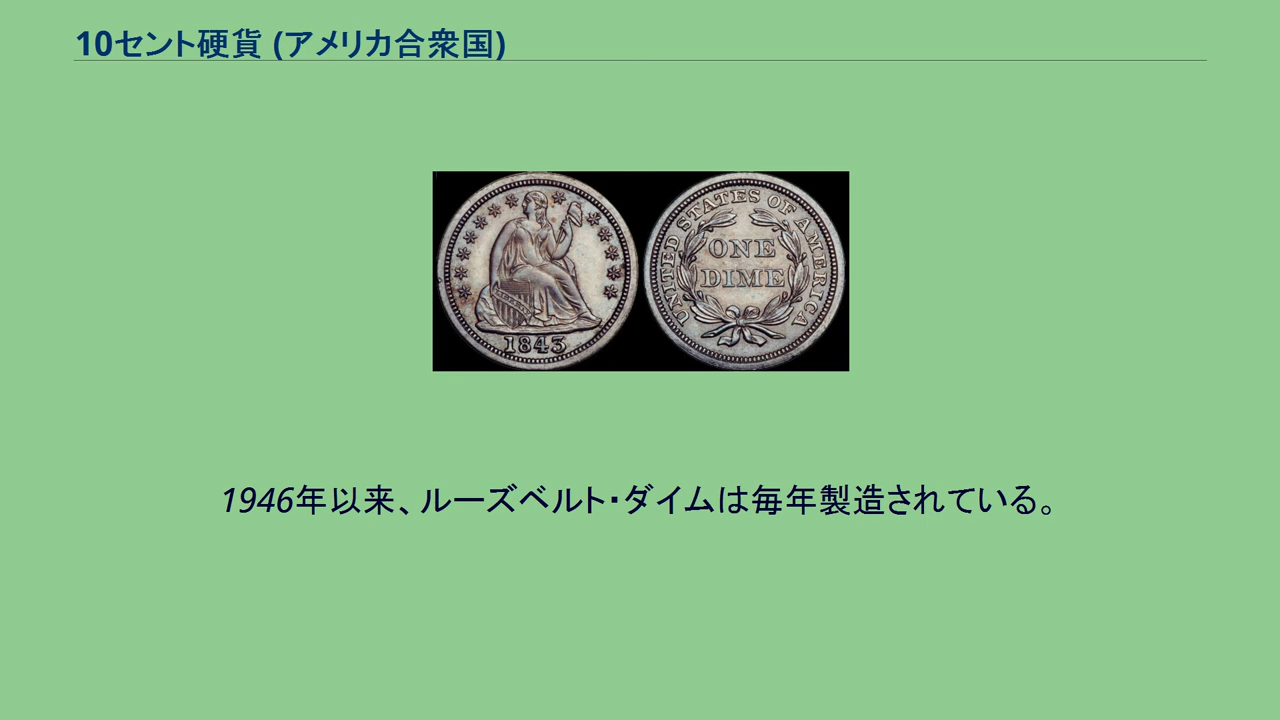 10セント硬貨 (アメリカ合衆国)
1843
UNITED STATES OF AMERICA
ONE
DIME
1946年以来、ルーズベルト・ダイムは毎年製造されている。